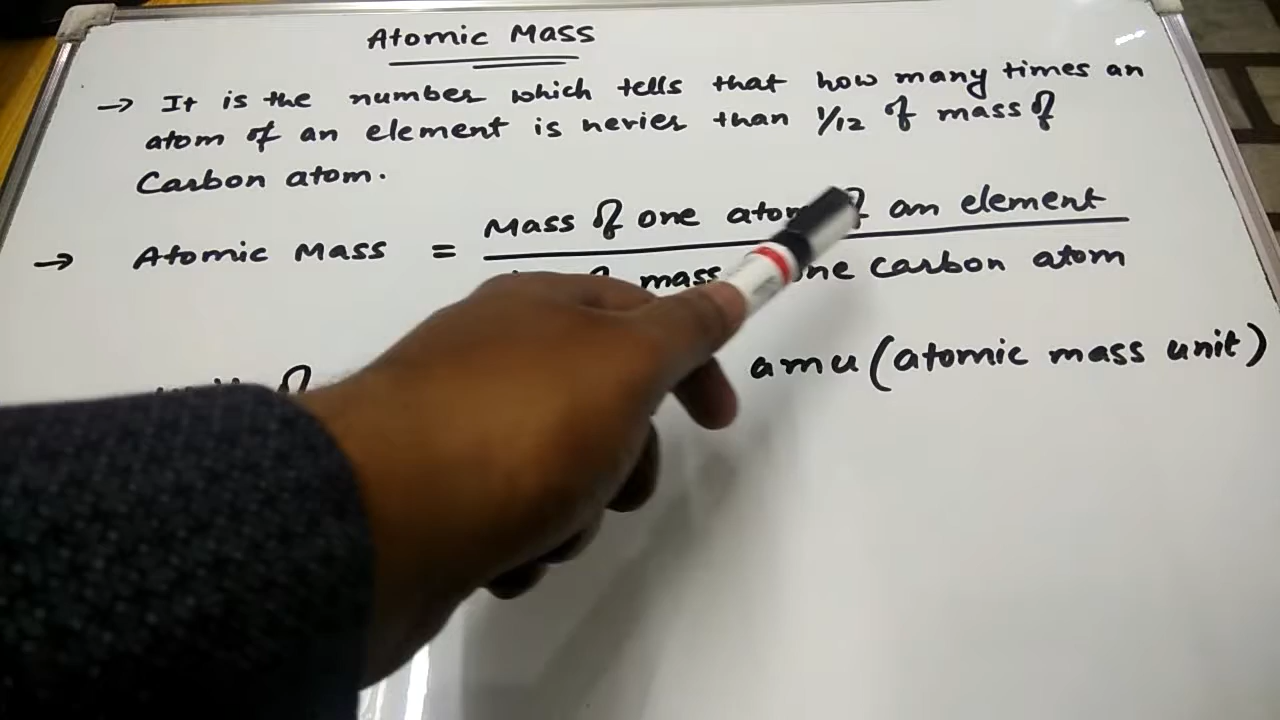 Atomic Mass
→ It is the number which tells that how many times an
atom of an element is nevier than 1/12 of mass of
Carbon atom.
→ Atomic Mass = Mass of one atom of an element
mass one carbon atom
amu (atomic mass unit)